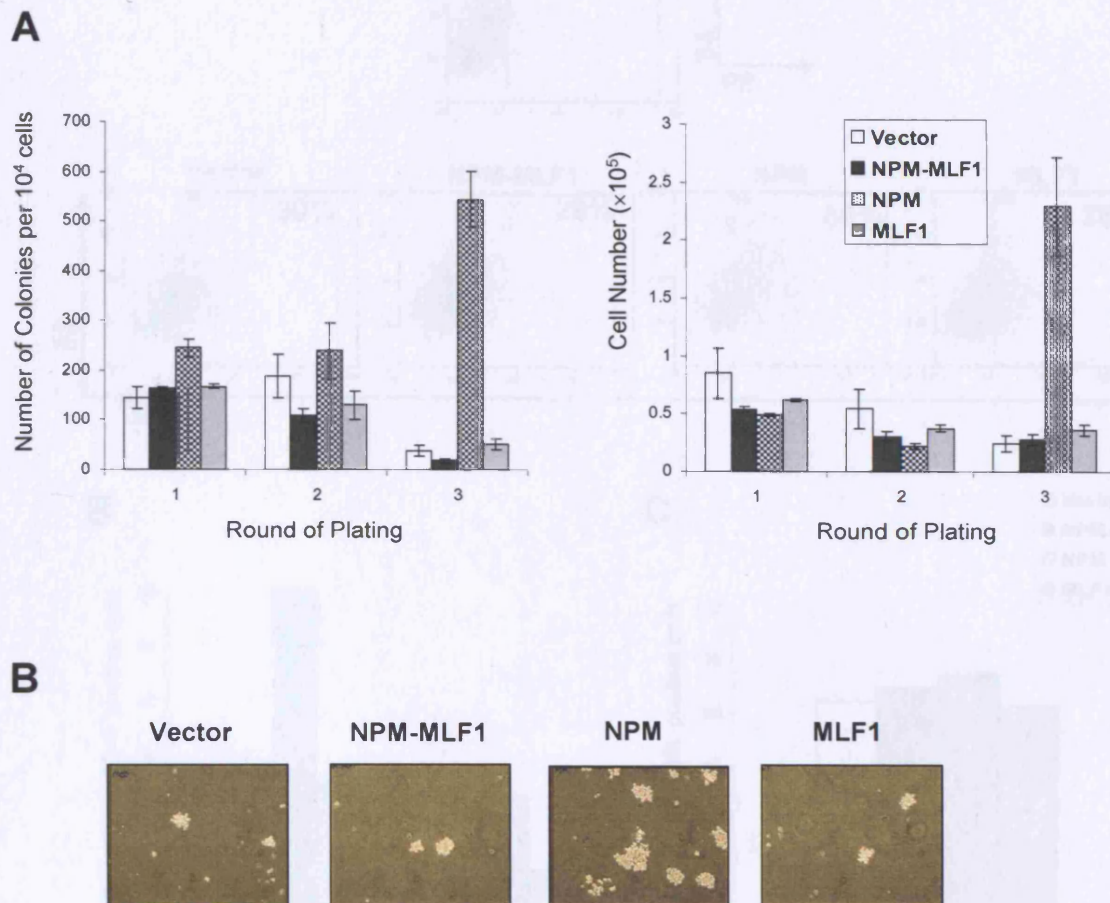 A
Number of Colonies per 10⁴ cells
700
600
500
400
300
200
100
0
1 2 3
Round of Plating
Cell Number (×10⁵)
3
2.5
2
1.5
1
0.5
0
1 2 3
Round of Plating
Vector
NPM-MLF1
NPM
MLF1
B
Vector NPM-MLF1 NPM MLF1